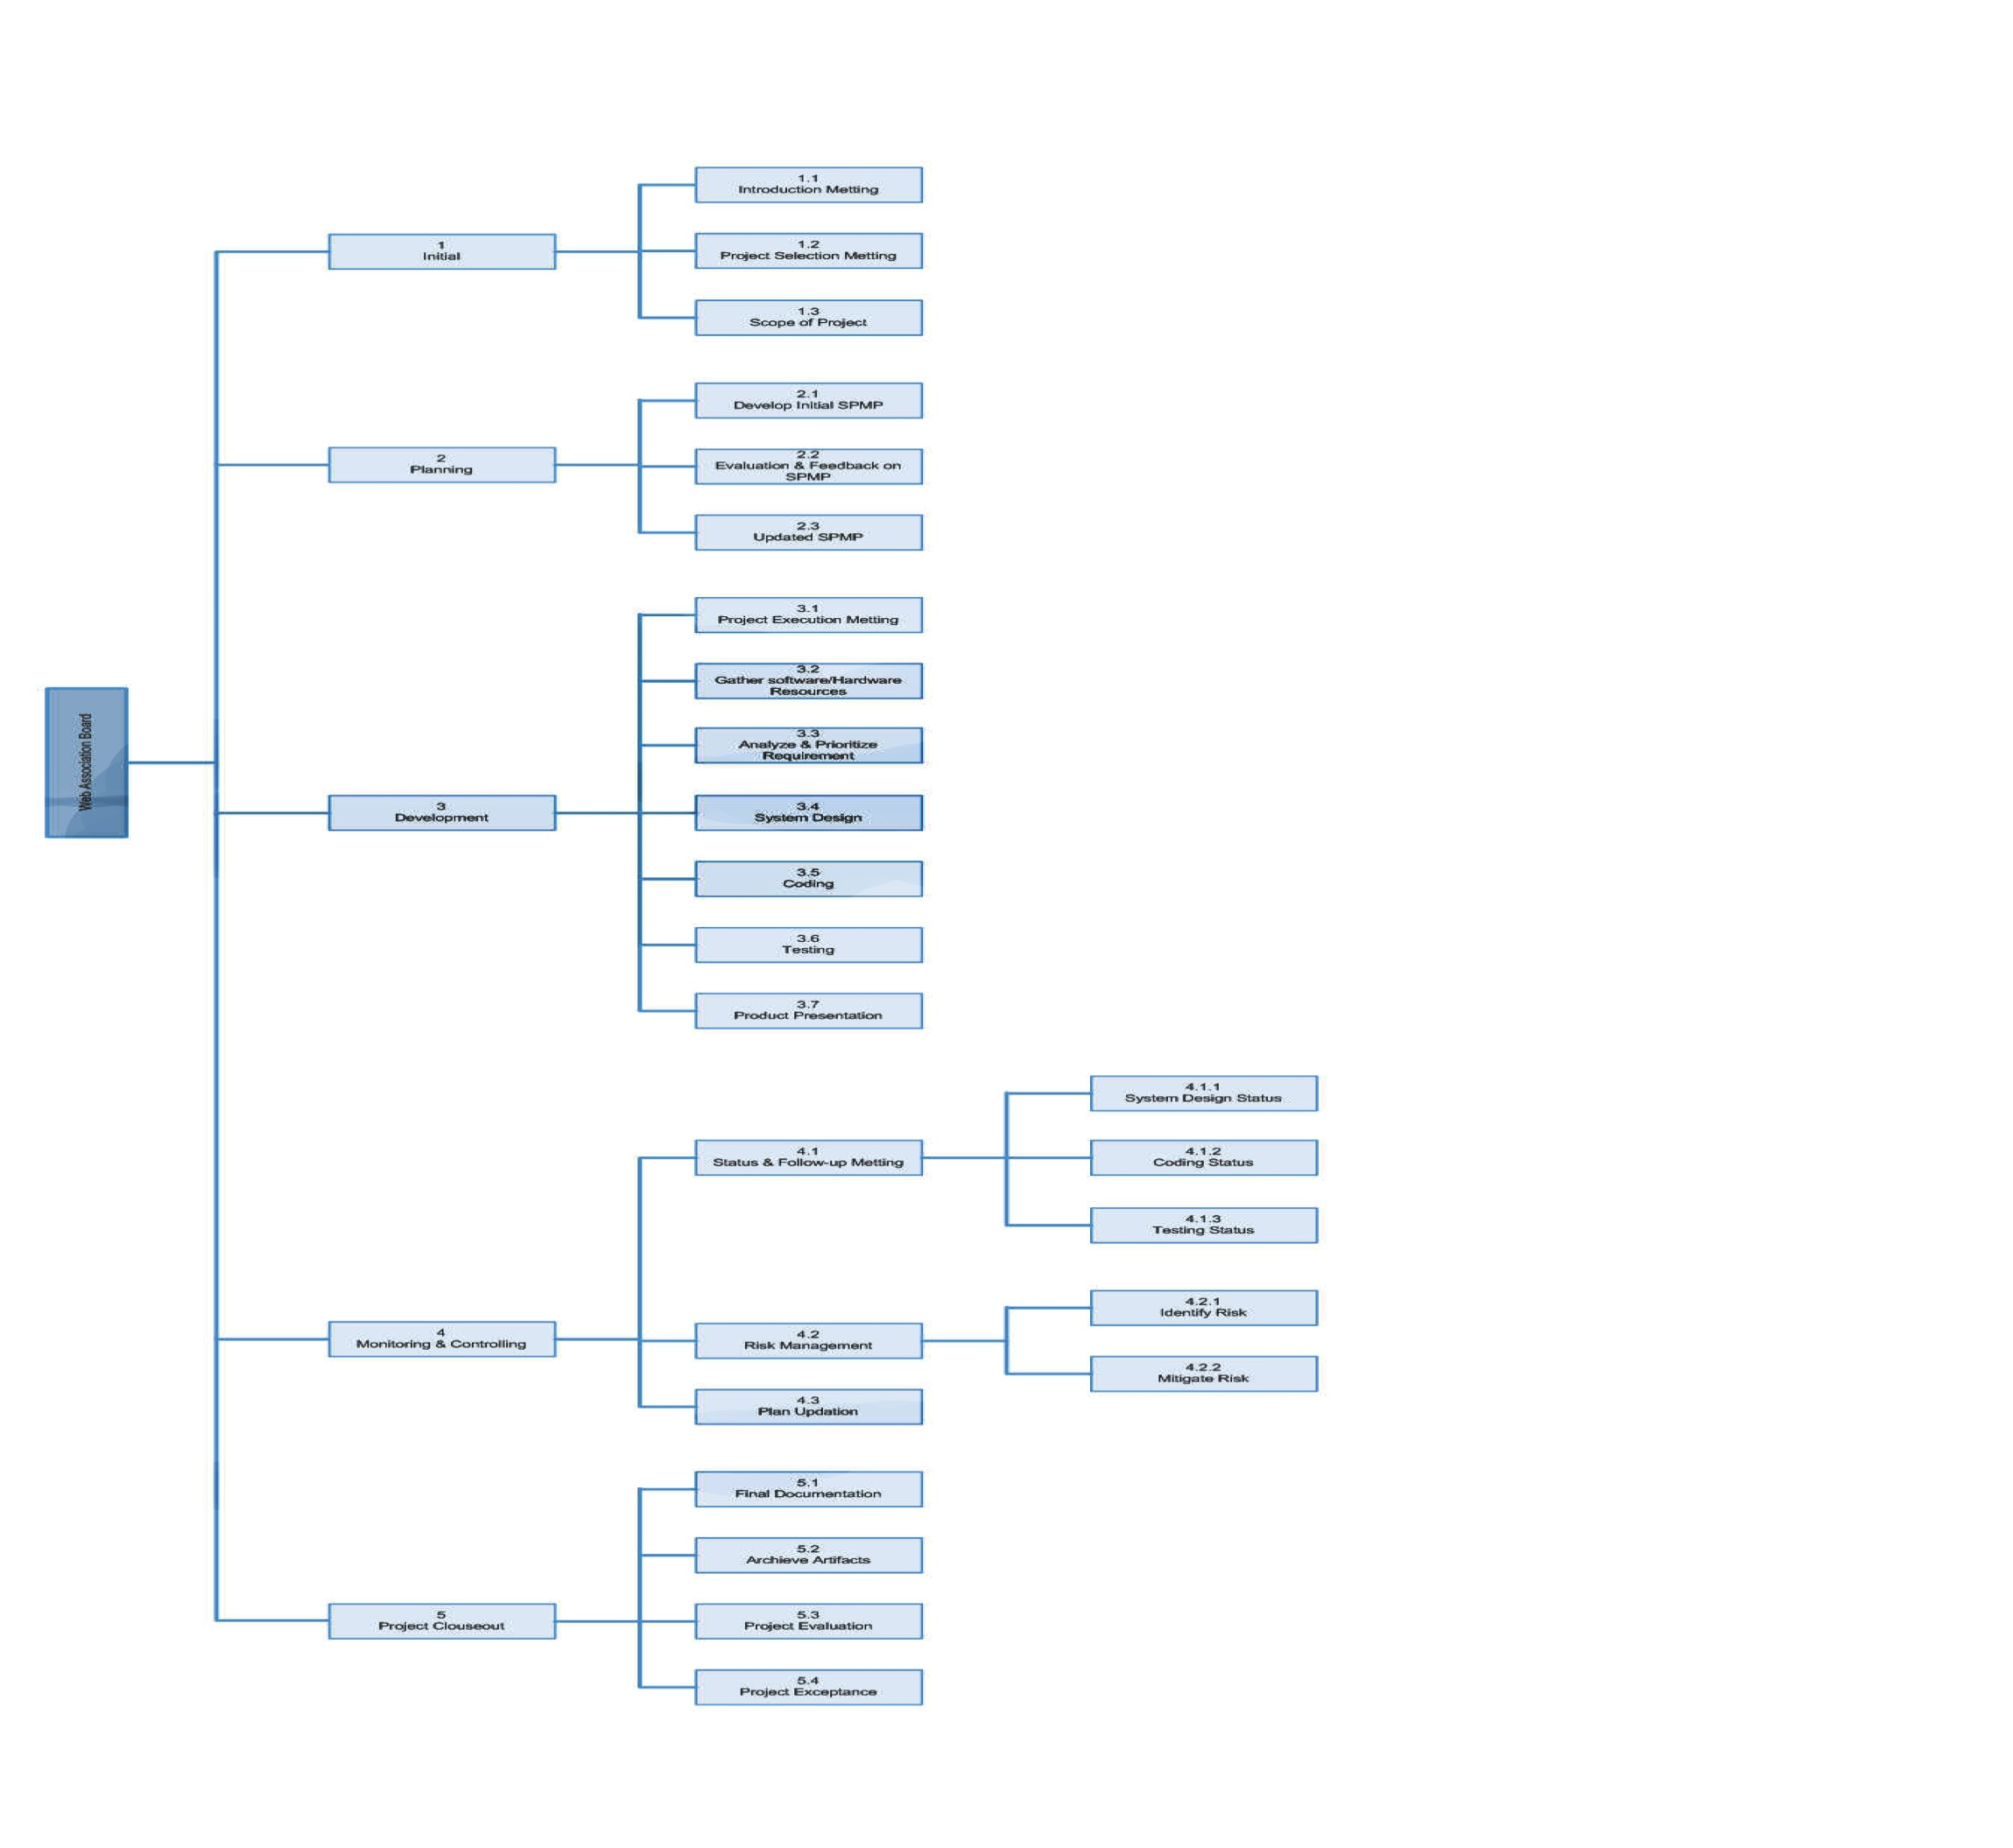 Web Association Board
1
Initial
1.1
Introduction Metting
1.2
Project Selection Metting
1.3
Scope of Project
2
Planning
2.1
Develop Initial SPMP
2.2
Evaluation & Feedback on
SPMP
2.3
Updated SPMP
3
Development
3.1
Project Execution Metting
3.2
Gather software/Hardware
Resources
3.3
Analyze & Prioritize
Requirement
3.4
System Design
3.5
Coding
3.6
Testing
3.7
Product Presentation
4
Monitoring & Controlling
4.1
Status & Follow-up Metting
4.1.1
System Design Status
4.1.2
Coding Status
4.1.3
Testing Status
4.2
Risk Management
4.2.1
Identify Risk
4.2.2
Mitigate Risk
4.3
Plan Updation
5
Project Clouseout
5.1
Final Documentation
5.2
Archieve Artifacts
5.3
Project Evaluation
5.4
Project Exceptance